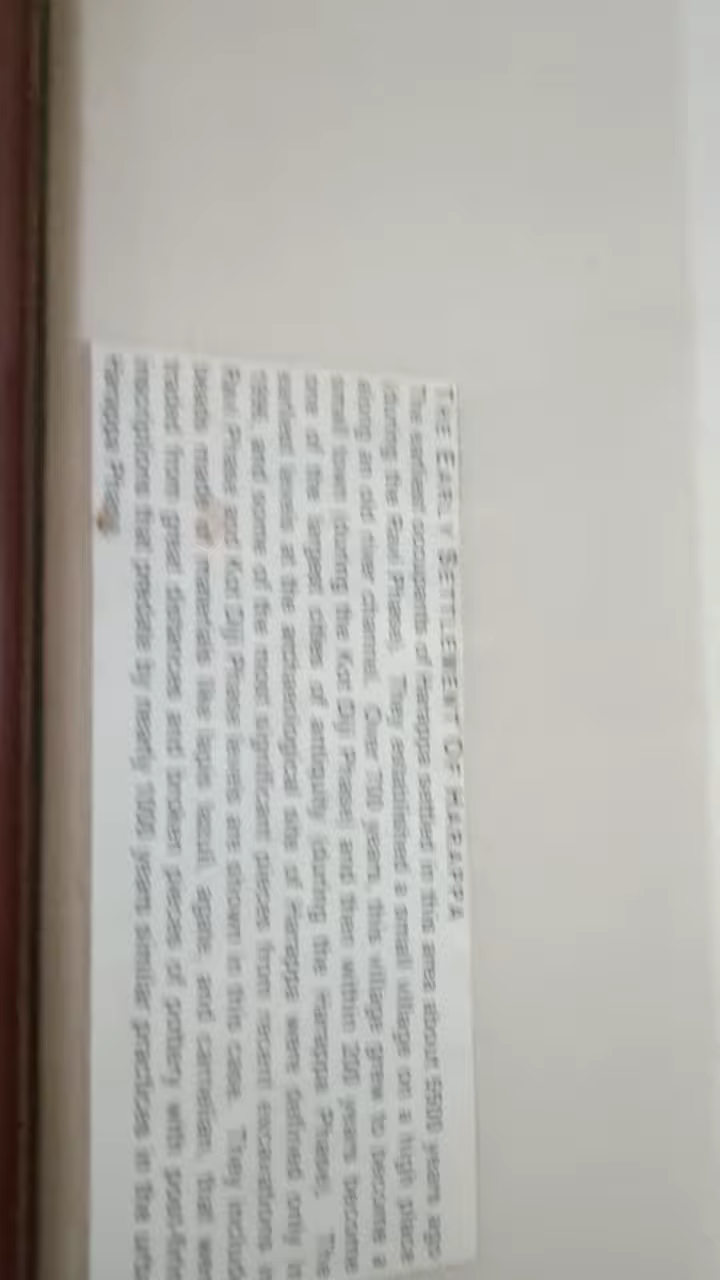 THE EARLY SETTLEMENT OF HARAPPA
The earliest occupants of Harappa settled in this area about 5500 years ago
(during the Ravi Phase). They established a small village on a high place
along an old river channel. Over 700 years, this village grew to become a
small town (during the Kot Diji Phase) and then within 200 years become
one of the largest cities of antiquity (during the Harappa Phase). The
earliest levels at the archaeological site of Harappa were defined only in
1996, and some of the most significant pieces from recent excavations
Ravi Phase and Kot Diji Phase levels are shown in this case. They
beads made of materials like lapis lazuli, agate, and carnelian, that
traded from great distances and broken pieces of pottery with
inscriptions that predate by nearly 1000 years similar practices in the
Harappa Phase.